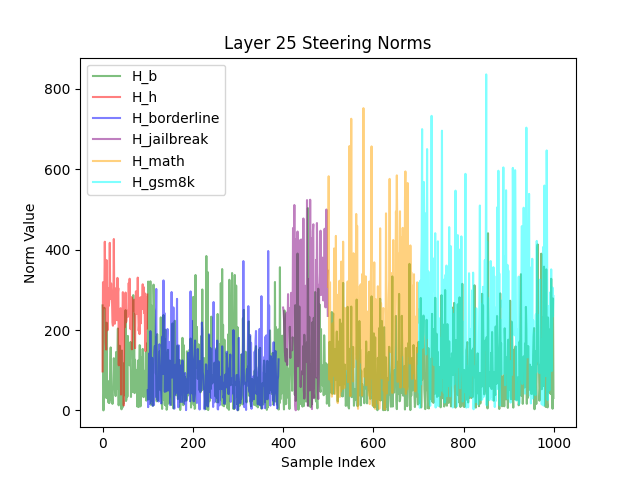 Layer 25 Steering Norms
H_b
H_h
H_borderline
H_jailbreak
H_math
H_gsm8k
Norm Value
800
600
400
200
0
0 200 400 600 800 1000
Sample Index